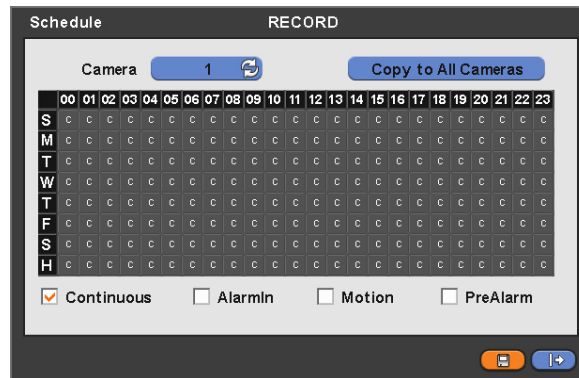 Schedule RECORD
Camera 1 Copy to All Cameras
00 01 02 03 04 05 06 07 08 09 10 11 12 13 14 15 16 17 18 19 20 21 22 23
S C C C C C C C C C C C C C C C C C C C C C C C C
M C C C C C C C C C C C C C C C C C C C C C C C C
T C C C C C C C C C C C C C C C C C C C C C C C C
W C C C C C C C C C C C C C C C C C C C C C C C C
T C C C C C C C C C C C C C C C C C C C C C C C C
F C C C C C C C C C C C C C C C C C C C C C C C C
S C C C C C C C C C C C C C C C C C C C C C C C C
H C C C C C C C C C C C C C C C C C C C C C C C C
Continuous AlarmIn Motion PreAlarm